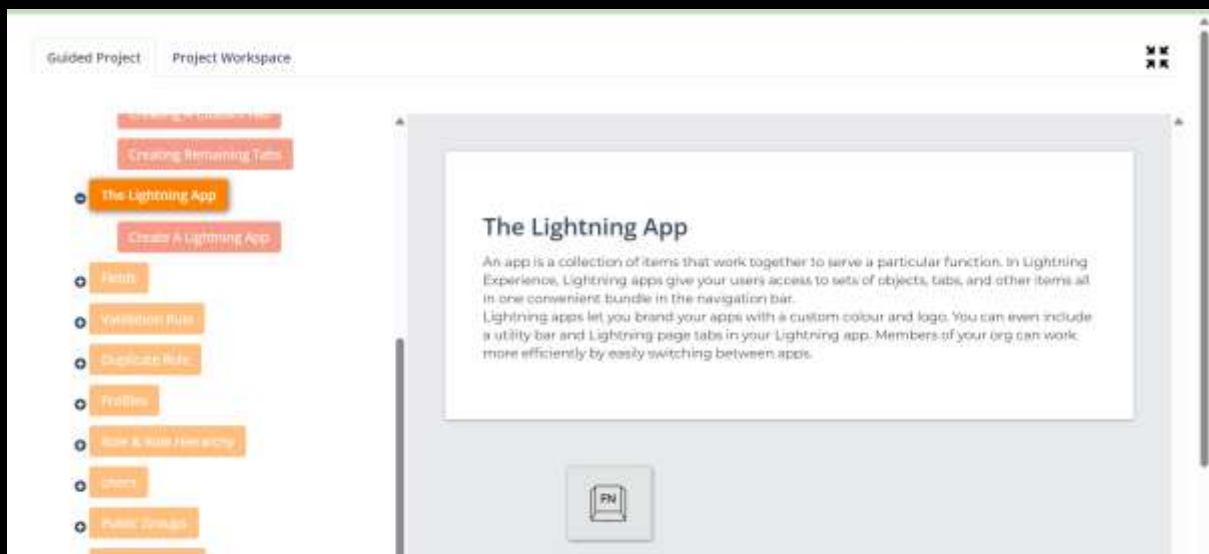 Guided Project
Project Workspace
Creating Remaining Tabs
The Lightning App
Create A Lightning App
Fields
Validation Rule
Duplicate Rule
Profiles
Role & Role Hierarchy
Users
Public Groups
The Lightning App
An app is a collection of items that work together to serve a particular function. In Lightning
Experience, Lightning apps give your users access to sets of objects, tabs, and other items all
in one convenient bundle in the navigation bar.
Lightning apps let you brand your apps with a custom colour and logo. You can even include
a utility bar and Lightning page tabs in your Lightning app. Members of your org can work
more efficiently by easily switching between apps.
FN